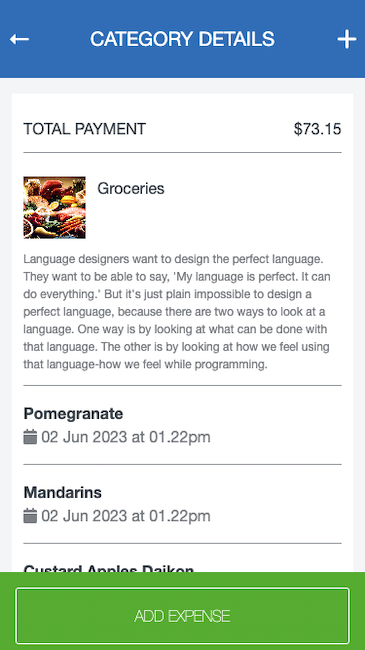 CATEGORY DETAILS
TOTAL PAYMENT $73.15
Groceries
Language designers want to design the perfect language.
They want to be able to say, 'My language is perfect. It can
do everything.' But it's just plain impossible to design a
perfect language, because there are two ways to look at a
language. One way is by looking at what can be done with
that language. The other is by looking at how we feel using
that language-how we feel while programming.
Pomegranate
02 Jun 2023 at 01.22pm
Mandarins
02 Jun 2023 at 01.22pm
Custard Apples Daikon
ADD EXPENSE